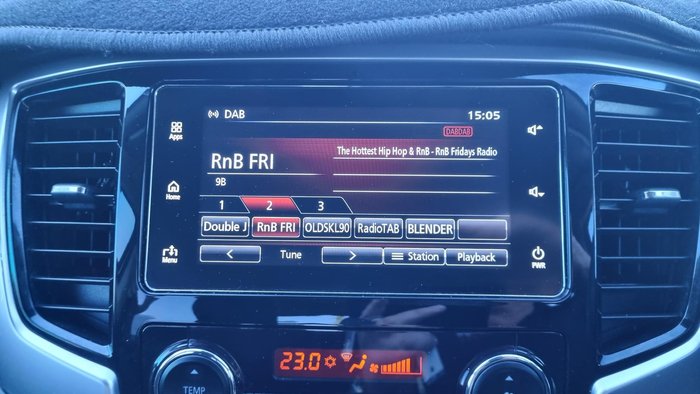 DAB
15:05
DABDAB
Apps
RnB FRI
The Hottest Hip Hop & RnB - RnB Fridays Radio
9B
Home
1 2 3
Double J RnB FRI OLDSKL90 RadioTAB BLENDER
Menu
< Tune > Station Playback
PWR
23.0
TEMP